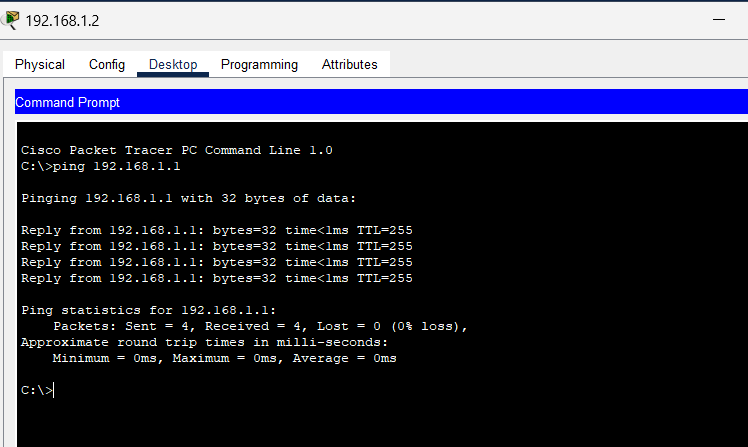 192.168.1.2
Physical Config Desktop Programming Attributes
Command Prompt
Cisco Packet Tracer PC Command Line 1.0
C:\>ping 192.168.1.1
Pinging 192.168.1.1 with 32 bytes of data:
Reply from 192.168.1.1: bytes=32 time<1ms TTL=255
Reply from 192.168.1.1: bytes=32 time<1ms TTL=255
Reply from 192.168.1.1: bytes=32 time<1ms TTL=255
Reply from 192.168.1.1: bytes=32 time<1ms TTL=255
Ping statistics for 192.168.1.1:
    Packets: Sent = 4, Received = 4, Lost = 0 (0% loss),
Approximate round trip times in milli-seconds:
    Minimum = 0ms, Maximum = 0ms, Average = 0ms
C:\>